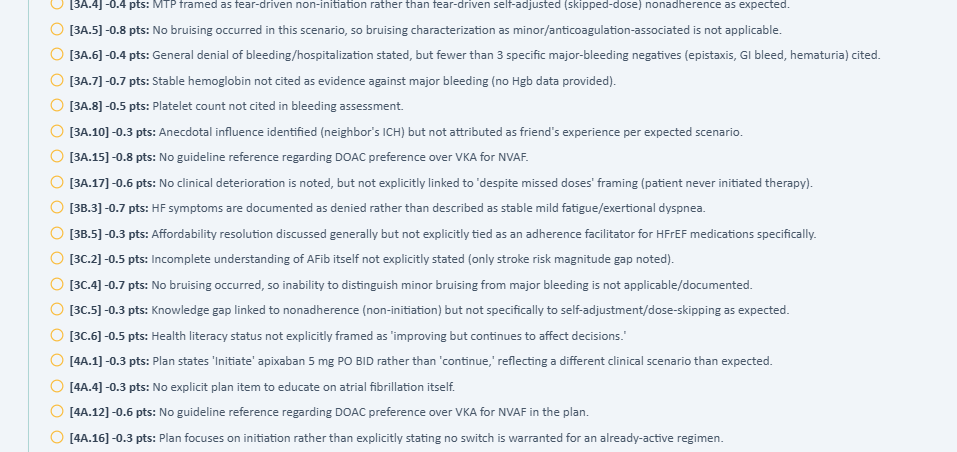 [3A.4] -0.4 pts: MTP framed as fear-driven non-initiation rather than fear-driven self-adjusted (skipped-dose) nonadherence as expected.
[3A.5] -0.8 pts: No bruising occurred in this scenario, so bruising characterization as minor/anticoagulation-associated is not applicable.
[3A.6] -0.4 pts: General denial of bleeding/hospitalization stated, but fewer than 3 specific major-bleeding negatives (epistaxis, GI bleed, hematuria) cited.
[3A.7] -0.7 pts: Stable hemoglobin not cited as evidence against major bleeding (no Hgb data provided).
[3A.8] -0.5 pts: Platelet count not cited in bleeding assessment.
[3A.10] -0.3 pts: Anecdotal influence identified (neighbor's ICH) but not attributed as friend's experience per expected scenario.
[3A.15] -0.8 pts: No guideline reference regarding DOAC preference over VKA for NVAF.
[3A.17] -0.6 pts: No clinical deterioration is noted, but not explicitly linked to 'despite missed doses' framing (patient never initiated therapy).
[3B.3] -0.7 pts: HF symptoms are documented as denied rather than described as stable mild fatigue/exertional dyspnea.
[3B.5] -0.3 pts: Affordability resolution discussed generally but not explicitly tied as an adherence facilitator for HFrEF medications specifically.
[3C.2] -0.5 pts: Incomplete understanding of AFib itself not explicitly stated (only stroke risk magnitude gap noted).
[3C.4] -0.7 pts: No bruising occurred, so inability to distinguish minor bruising from major bleeding is not applicable/documented.
[3C.5] -0.3 pts: Knowledge gap linked to nonadherence (non-initiation) but not specifically to self-adjustment/dose-skipping as expected.
[3C.6] -0.5 pts: Health literacy status not explicitly framed as 'improving but continues to affect decisions.'
[4A.1] -0.3 pts: Plan states 'Initiate' apixaban 5 mg PO BID rather than 'continue,' reflecting a different clinical scenario than expected.
[4A.4] -0.3 pts: No explicit plan item to educate on atrial fibrillation itself.
[4A.12] -0.6 pts: No guideline reference regarding DOAC preference over VKA for NVAF in the plan.
[4A.16] -0.3 pts: Plan focuses on initiation rather than explicitly stating no switch is warranted for an already-active regimen.